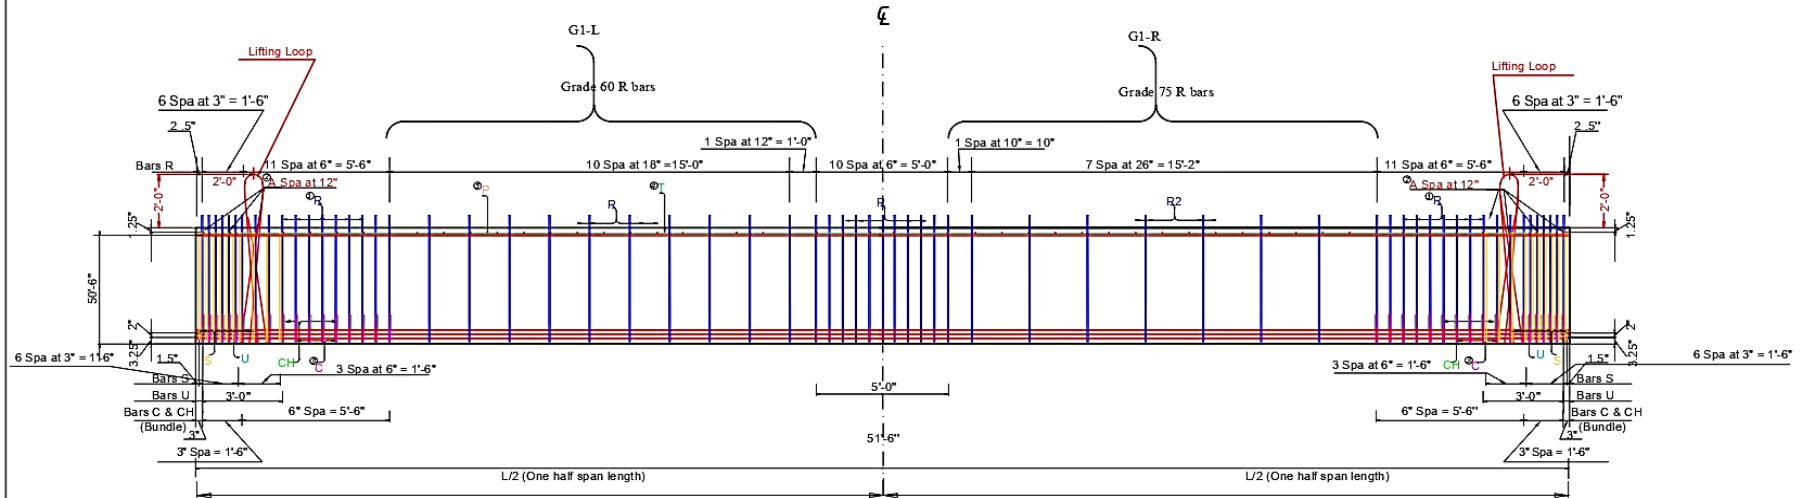 ℄
G1-L
G1-R
Lifting Loop
Lifting Loop
Grade 60 R bars
Grade 75 R bars
6 Spa at 3" = 1'-6"
6 Spa at 3" = 1'-6"
2 .5"
2 .5"
1 Spa at 12" = 1'-0"
1 Spa at 10" = 10"
Bars R
11 Spa at 6" = 5'-6"
10 Spa at 18" =15'-0"
10 Spa at 6" = 5'-0"
7 Spa at 26" = 15'-2"
11 Spa at 6" = 5'-6"
2'-0"
A Spa at 12"
P
T
A Spa at 12"
2'-0"
2'-0"
R
R
R
R2
R
2'-0"
1.25"
1.25"
50'-6"
2"
2"
3.25"
3.25"
6 Spa at 3" = 1'-6"
1.5"
S
U
CH
C
3 Spa at 6" = 1'-6"
3 Spa at 6" = 1'-6"
CH
C
U
S
1.5"
6 Spa at 3" = 1'-6"
Bars S
5'-0"
Bars S
Bars U
3'-0"
3'-0"
Bars U
Bars C & CH
(Bundle)
6" Spa = 5'-6"
6" Spa = 5'-6"
Bars C & CH
(Bundle)
3"
51'-6"
3"
3" Spa = 1'-6"
3" Spa = 1'-6"
L/2 (One half span length)
L/2 (One half span length)